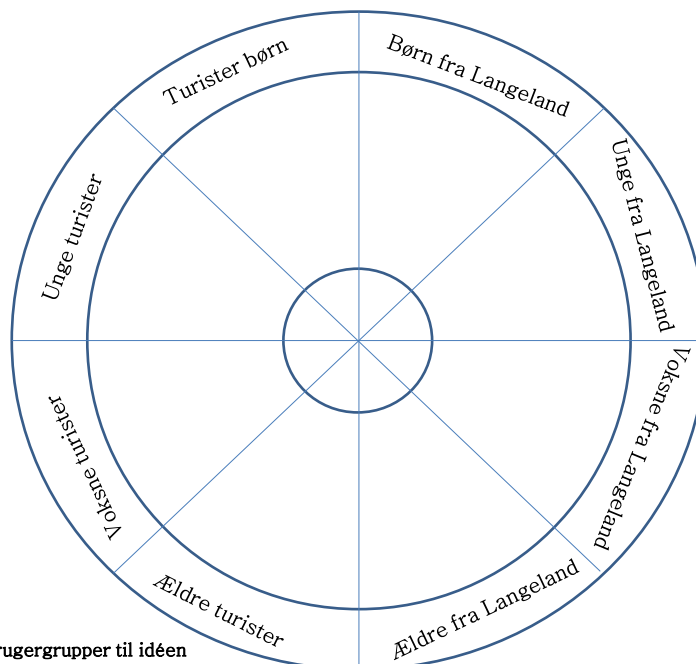 Turister børn
Børn fra Langeland
Unge turister
Unge fra Langeland
Voksne turister
Voksne fra Langeland
Ældre turister
Ældre fra Langeland
rugergrupper til idéen